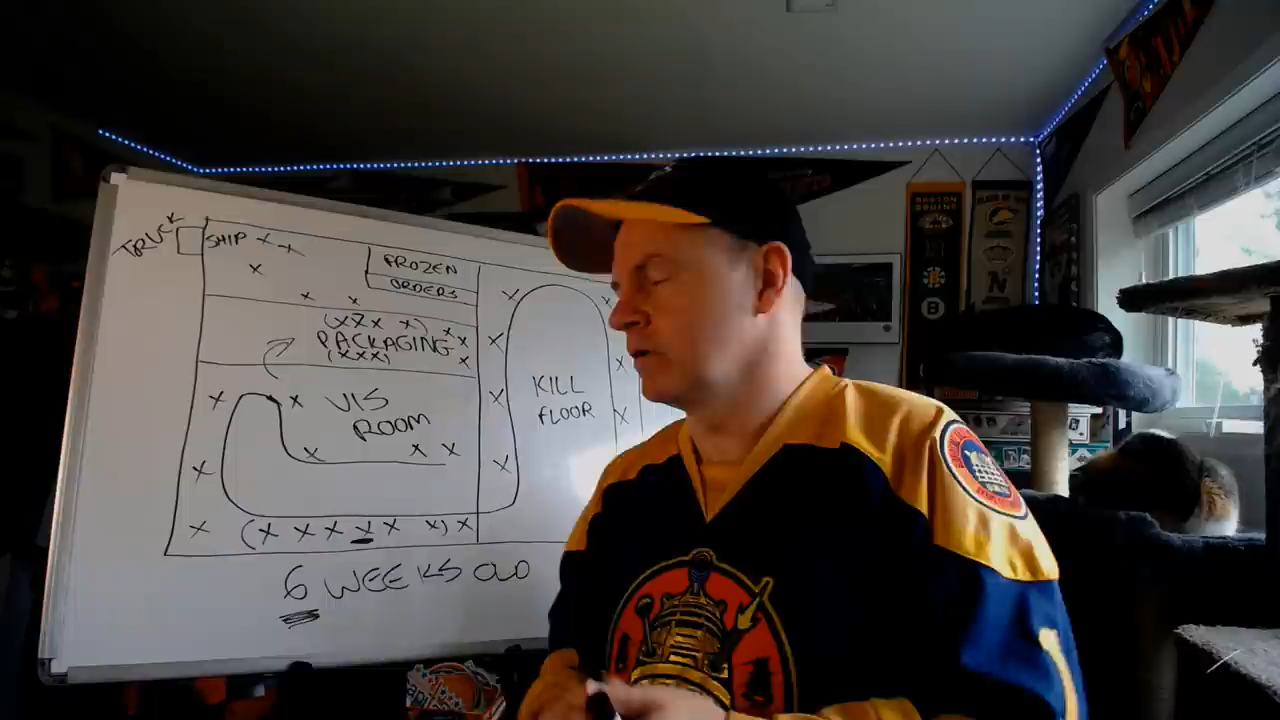 TRUCK
SHIP X X
X
X X
FROZEN
ORDERS
(X X X X) X X
PACKAGING X
(X X X) X
X X VIS
ROOM
X X X
X
X (X X X X X X) X
X X
X X
X X
X
KILL
FLOOR
6 WEEKS OLD
BOSTON
BRUINS
B
N